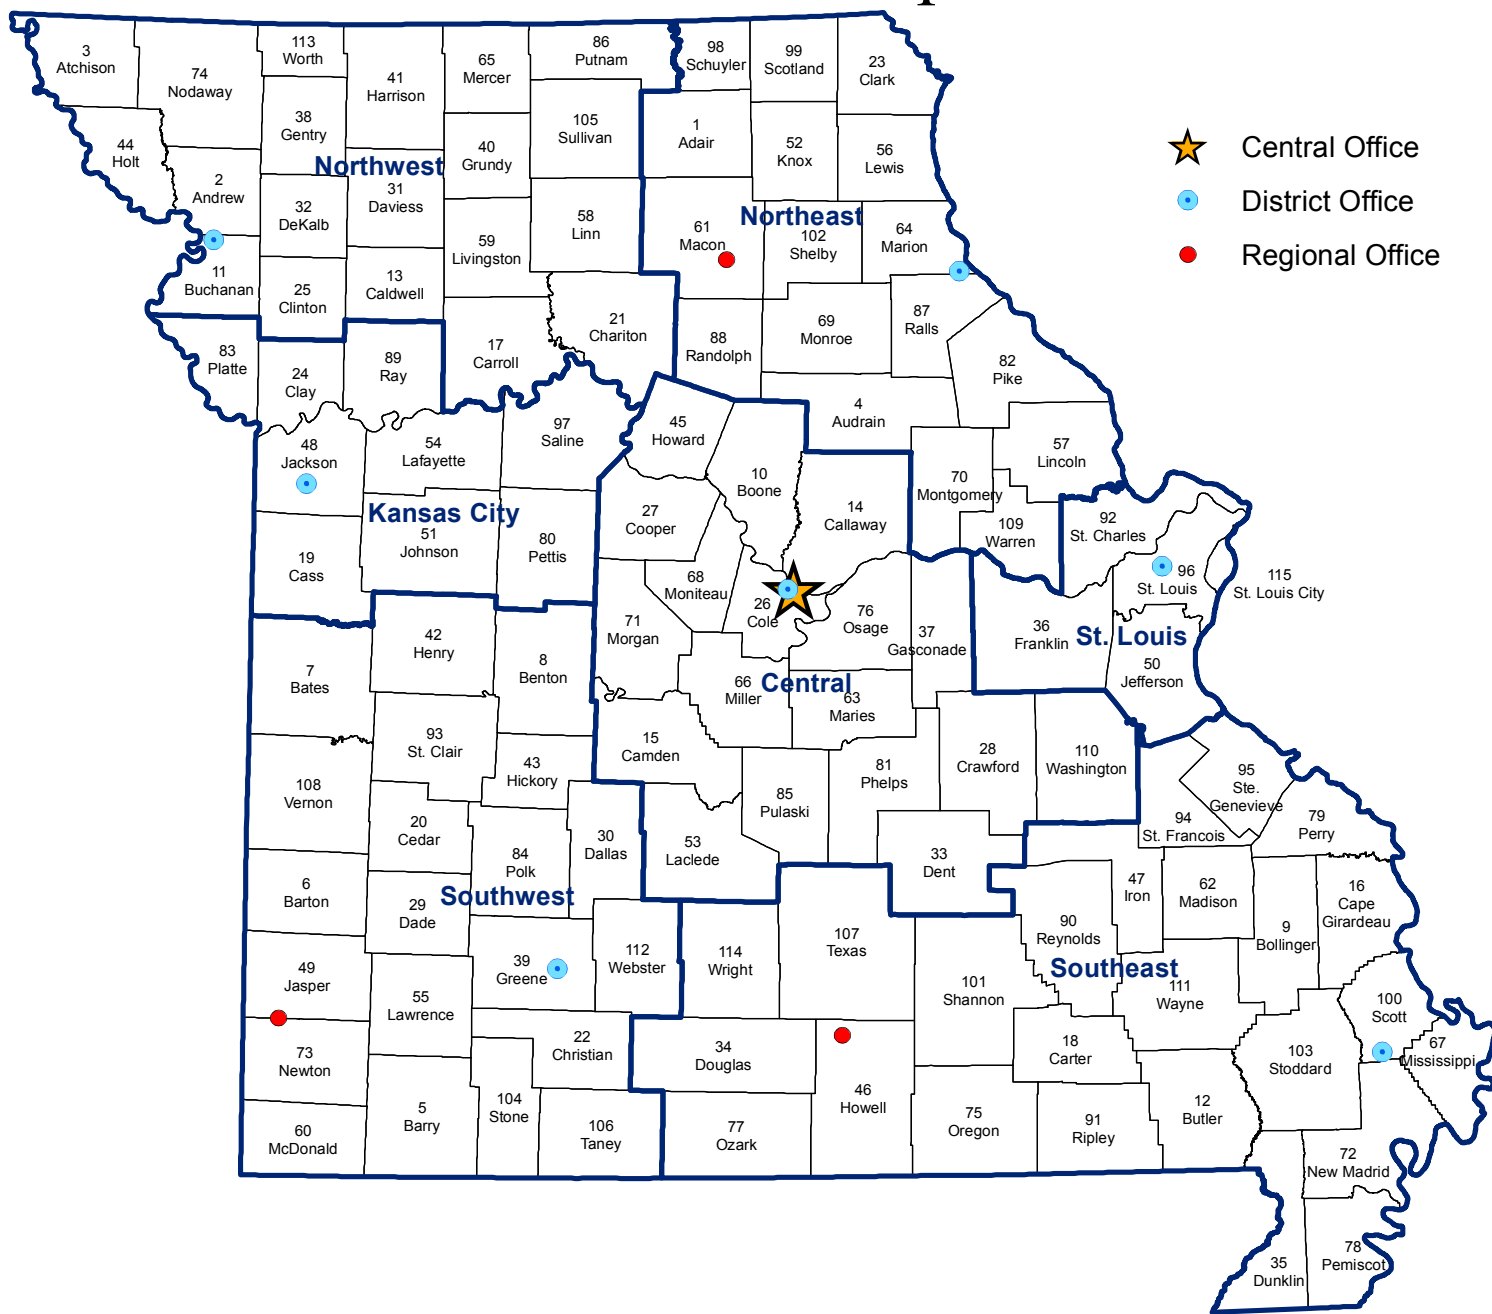 3
Atchison
74
Nodaway
113
Worth
41
Harrison
65
Mercer
86
Putnam
98
Schuyler
99
Scotland
23
Clark
44
Holt
38
Gentry
40
Grundy
105
Sullivan
1
Adair
52
Knox
56
Lewis
Central Office
District Office
Regional Office
Northwest
2
Andrew
32
DeKalb
31
Daviess
59
Livingston
58
Linn
61
Macon
Northeast
102
Shelby
64
Marion
11
Buchanan
25
Clinton
13
Caldwell
17
Carroll
21
Chariton
88
Randolph
69
Monroe
87
Ralls
82
Pike
83
Platte
24
Clay
89
Ray
97
Saline
45
Howard
4
Audrain
48
Jackson
54
Lafayette
10
Boone
14
Callaway
70
Montgomery
57
Lincoln
Kansas City
51
Johnson
80
Pettis
27
Cooper
109
Warren
92
St. Charles
96
St. Louis
115
St. Louis City
19
Cass
68
Moniteau
26
Cole
76
Osage
37
Gasconade
36
Franklin
St. Louis
50
Jefferson
42
Henry
8
Benton
71
Morgan
66
Miller
Central
63
Maries
7
Bates
93
St. Clair
43
Hickory
15
Camden
85
Pulaski
81
Phelps
28
Crawford
110
Washington
95
Ste.
Genevieve
94
St. Francois
79
Perry
108
Vernon
20
Cedar
84
Polk
30
Dallas
53
Laclede
33
Dent
47
Iron
62
Madison
16
Cape
Girardeau
6
Barton
29
Dade
Southwest
39
Greene
112
Webster
114
Wright
107
Texas
90
Reynolds
9
Bollinger
Southeast
101
Shannon
111
Wayne
100
Scott
49
Jasper
55
Lawrence
22
Christian
34
Douglas
18
Carter
103
Stoddard
67
Mississippi
73
Newton
104
Stone
46
Howell
12
Butler
60
McDonald
5
Barry
106
Taney
77
Ozark
75
Oregon
91
Ripley
72
New Madrid
35
Dunklin
78
Pemiscot